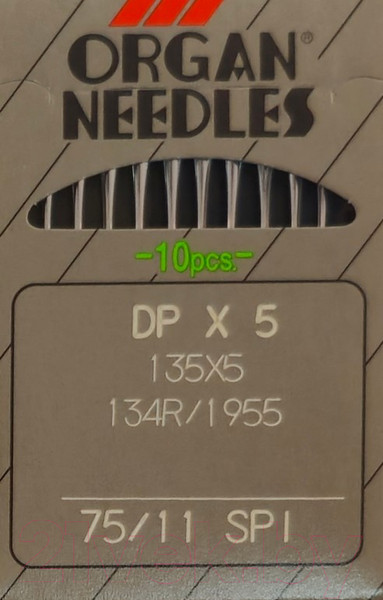 ORGAN®
NEEDLES
-10pcs.-
DP X 5
135X5
134R/1955
75/11 SPI